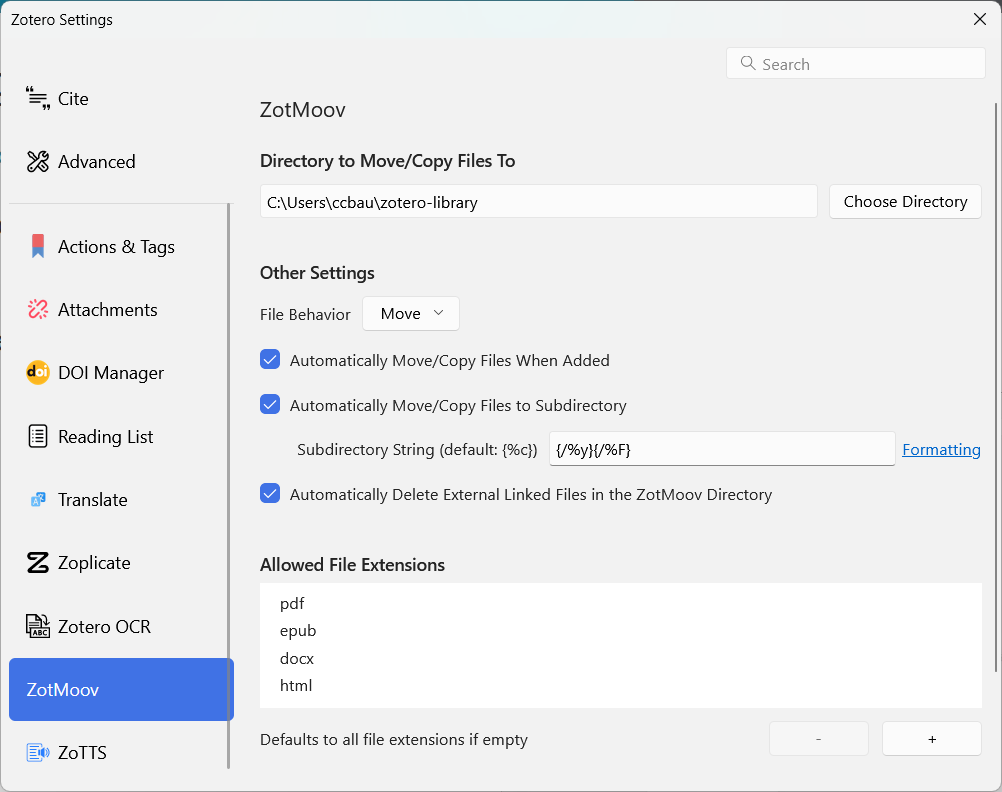 Zotero Settings
Search
Cite
Advanced
Actions & Tags
Attachments
DOI Manager
Reading List
Translate
Zoplicate
Zotero OCR
ZotMoov
ZoTTS
ZotMoov
Directory to Move/Copy Files To
C:\Users\ccbau\zotero-library
Choose Directory
Other Settings
File Behavior Move
Automatically Move/Copy Files When Added
Automatically Move/Copy Files to Subdirectory
Subdirectory String (default: {%c}) {/%y}{/%F} Formatting
Automatically Delete External Linked Files in the ZotMoov Directory
Allowed File Extensions
pdf
epub
docx
html
Defaults to all file extensions if empty - +